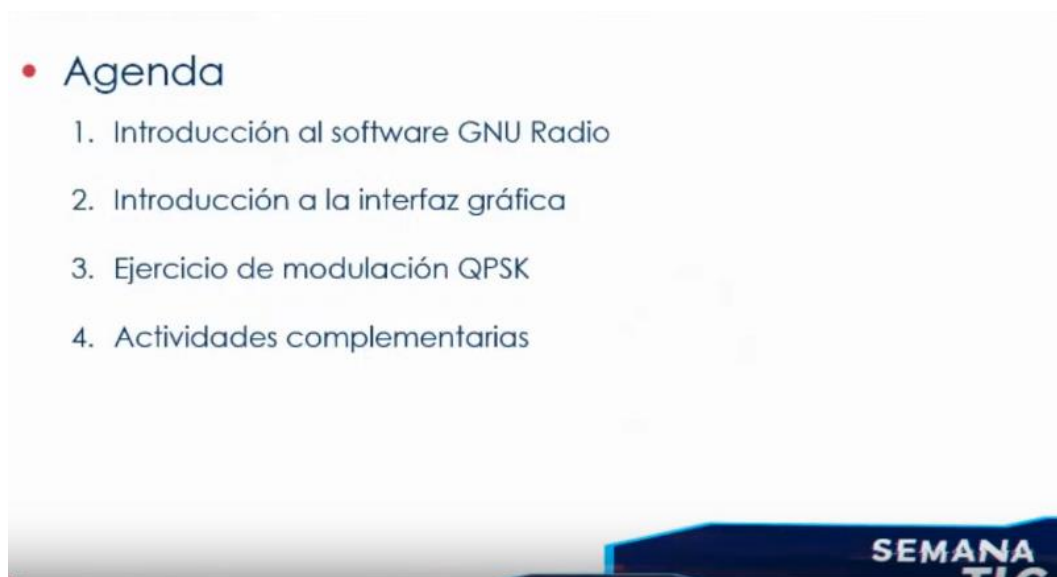 • Agenda
1. Introducción al software GNU Radio
2. Introducción a la interfaz gráfica
3. Ejercicio de modulación QPSK
4. Actividades complementarias
SEMANA
TIC